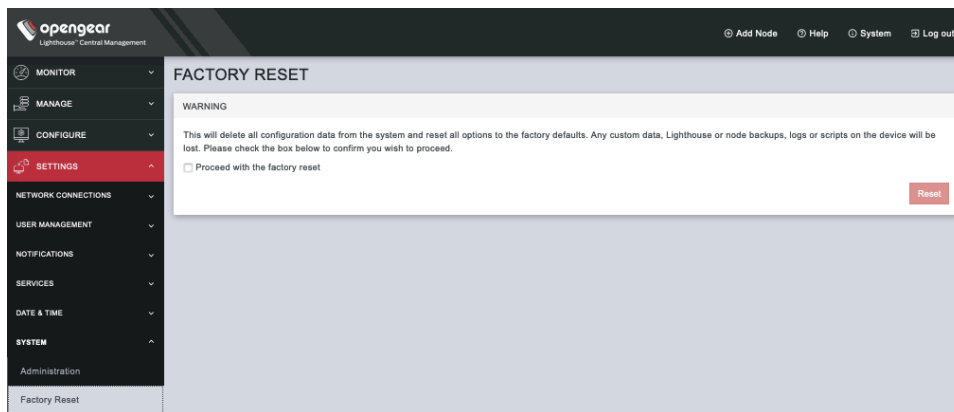 opengear
Lighthouse™ Central Management
Add Node Help System Log out
MONITOR
MANAGE
CONFIGURE
SETTINGS
NETWORK CONNECTIONS
USER MANAGEMENT
NOTIFICATIONS
SERVICES
DATE & TIME
SYSTEM
Administration
Factory Reset
FACTORY RESET
WARNING
This will delete all configuration data from the system and reset all options to the factory defaults. Any custom data, Lighthouse or node backups, logs or scripts on the device will be
lost. Please check the box below to confirm you wish to proceed.
Proceed with the factory reset
Reset